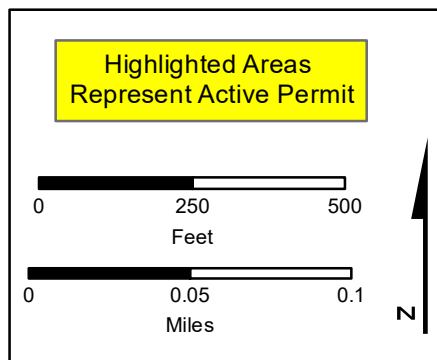 Highlighted Areas
Represent Active Permit
0 250 500
Feet
0 0.05 0.1
Miles
N